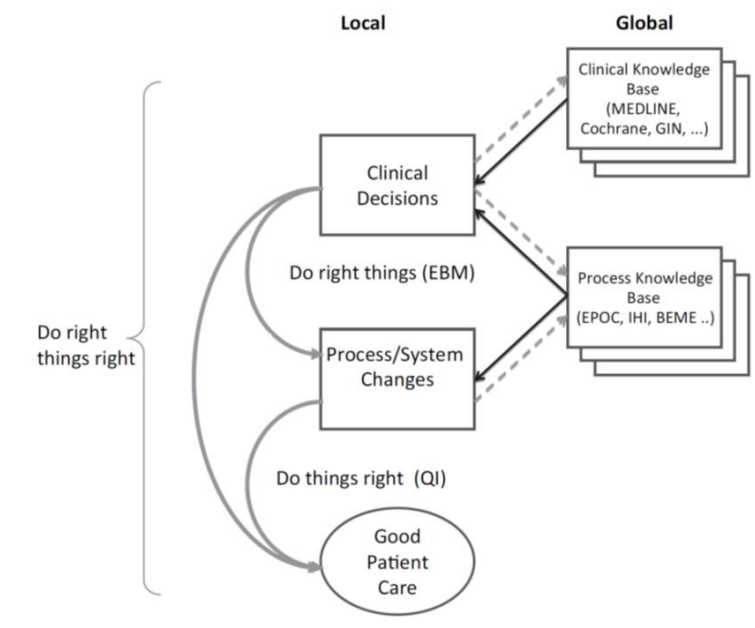 Local
Global
Clinical Knowledge
Base
(MEDLINE,
Cochrane, GIN, ...)
Clinical
Decisions
Do right things (EBM)
Process Knowledge
Base
(EPOC, IHI, BEME ..)
Do right
things right
Process/System
Changes
Do things right (QI)
Good
Patient
Care